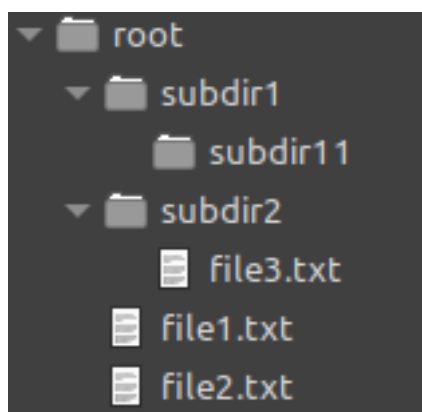 root
subdir1
subdir11
subdir2
file3.txt
file1.txt
file2.txt